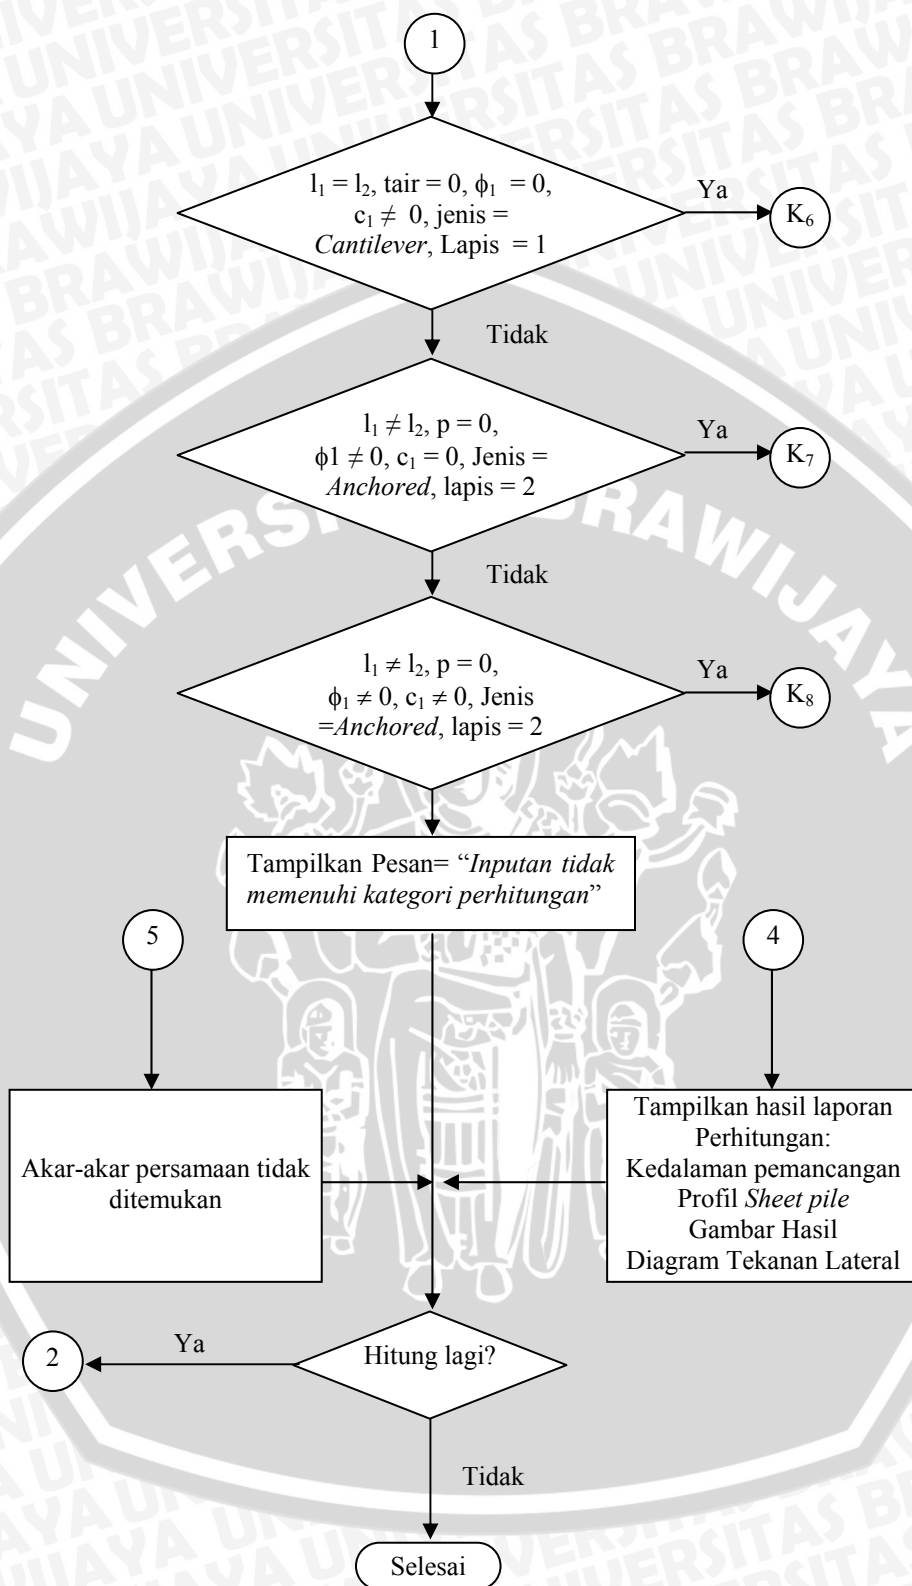 1
l₁ = l₂, tair = 0, ϕ₁ = 0,
c₁ ≠ 0, jenis =
Cantilever, Lapis = 1
Ya
K₆
Tidak
l₁ ≠ l₂, p = 0,
ϕ1 ≠ 0, c₁ = 0, Jenis =
Anchored, lapis = 2
Ya
K₇
Tidak
l₁ ≠ l₂, p = 0,
ϕ₁ ≠ 0, c₁ ≠ 0, Jenis
=Anchored, lapis = 2
Ya
K₈
Tampilkan Pesan= “Inputan tidak
memenuhi kategori perhitungan”
5
4
Akar-akar persamaan tidak
ditemukan
Tampilkan hasil laporan
Perhitungan:
Kedalaman pemancangan
Profil Sheet pile
Gambar Hasil
Diagram Tekanan Lateral
Hitung lagi?
Ya
2
Tidak
Selesai
UNIVERSITAS BRAWIJAYA